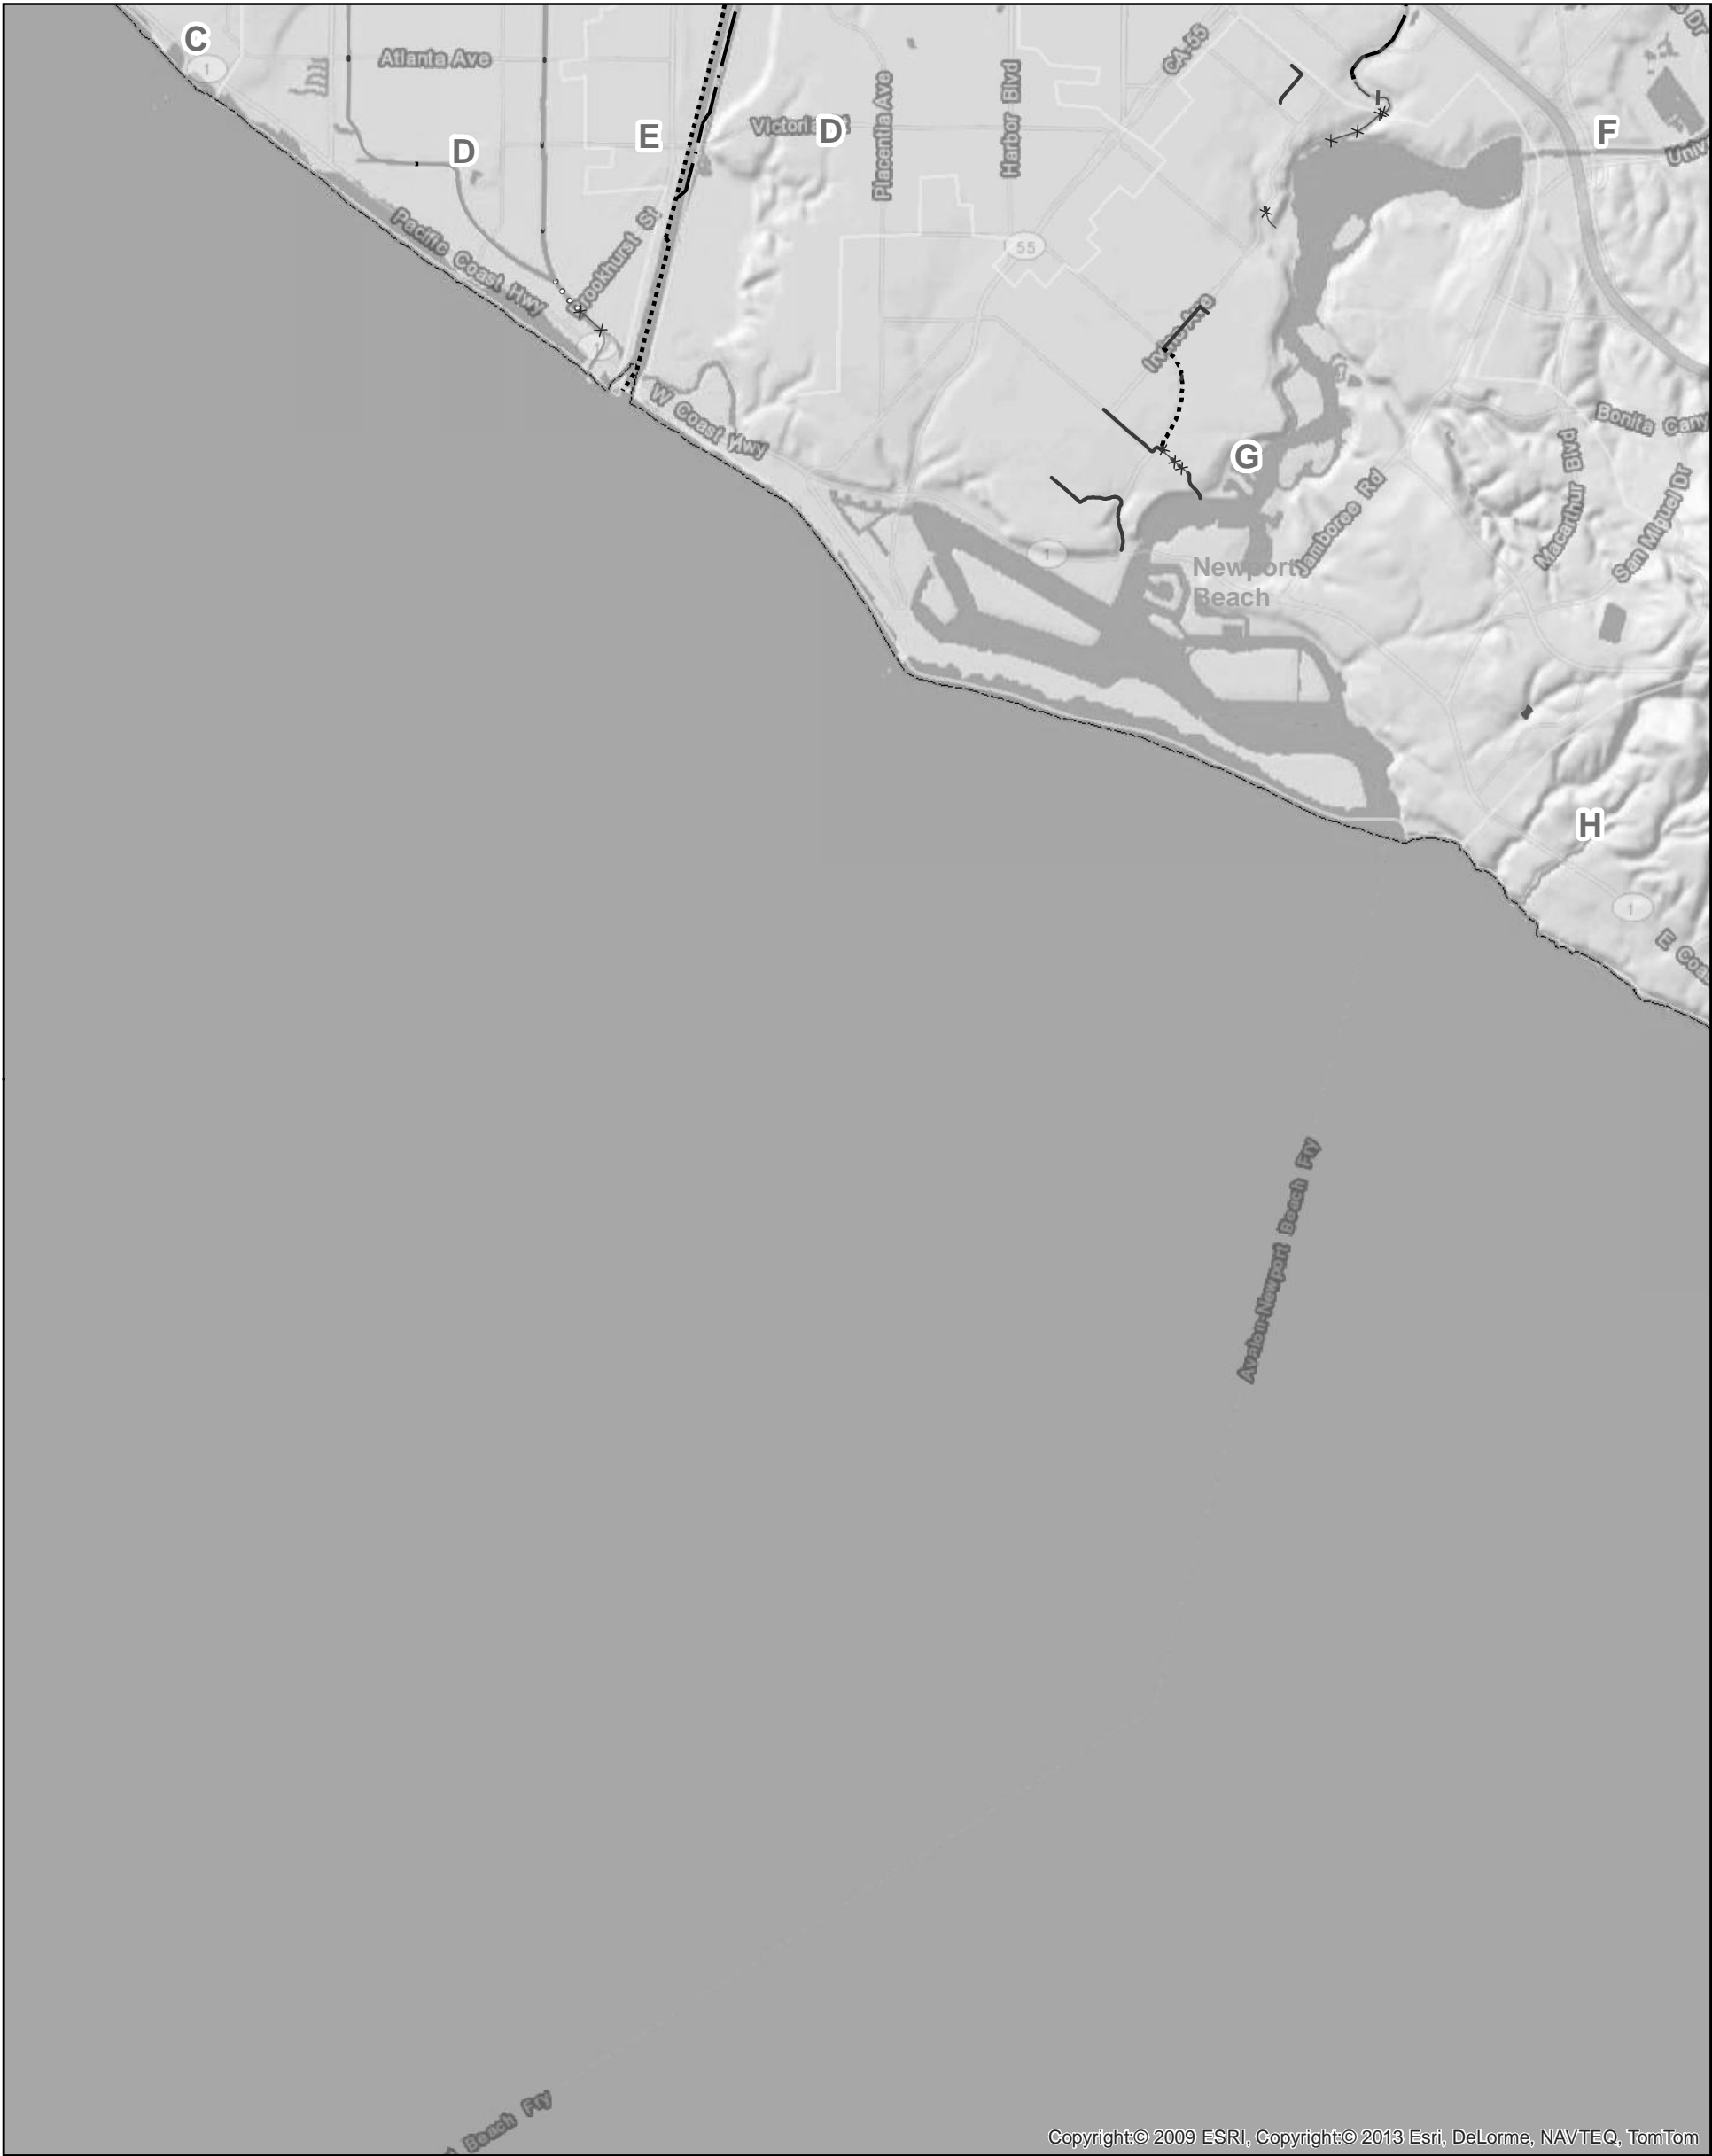 C
1
Atlanta Ave
D
E
Victoria
D
Placentia Ave
Harbor Blvd
CA-55
F
Dr
Univ
Pacific Coast Hwy
Brookhurst St
55
1
W Coast Hwy
Irvine Ave
G
Bonita Cany
Macarthur Blvd
San Miguel Dr
Jamboree Rd
1
Newport
Beach
H
1
E Coa
Avalon-Newport Beach Fry
Beach Fry
Copyright:© 2009 ESRI, Copyright:© 2013 Esri, DeLorme, NAVTEQ, TomTom